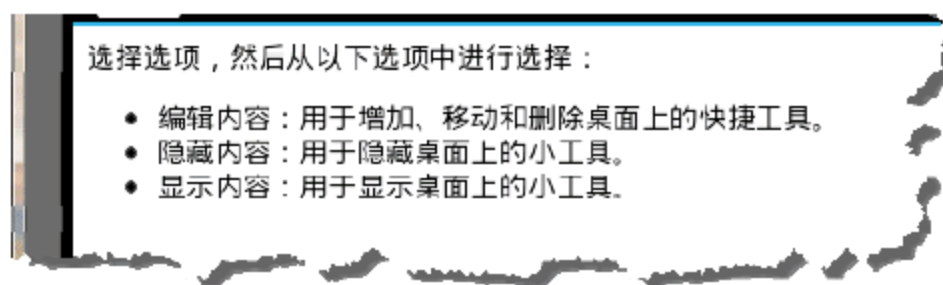 选择选项，然后从以下选项中进行选择：
• 编辑内容：用于增加、移动和删除桌面上的快捷工具。
• 隐藏内容：用于隐藏桌面上的小工具。
• 显示内容：用于显示桌面上的小工具。